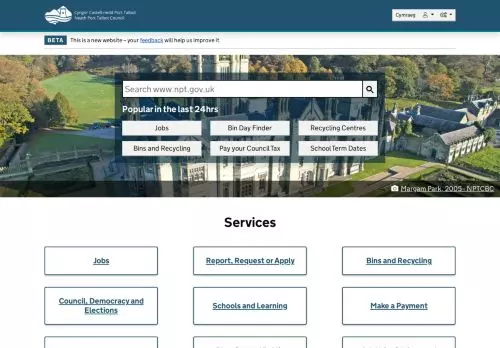 Cyngor Castell-nedd Port Talbot
Neath Port Talbot Council
Cymraeg
BETA This is a new website – your feedback will help us improve it.
Search www.npt.gov.uk
Popular in the last 24hrs
Jobs
Bin Day Finder
Recycling Centres
Bins and Recycling
Pay your Council Tax
School Term Dates
Margam Park, 2005 - NPTCBC
Services
Jobs
Report, Request or Apply
Bins and Recycling
Council, Democracy and
Elections
Schools and Learning
Make a Payment